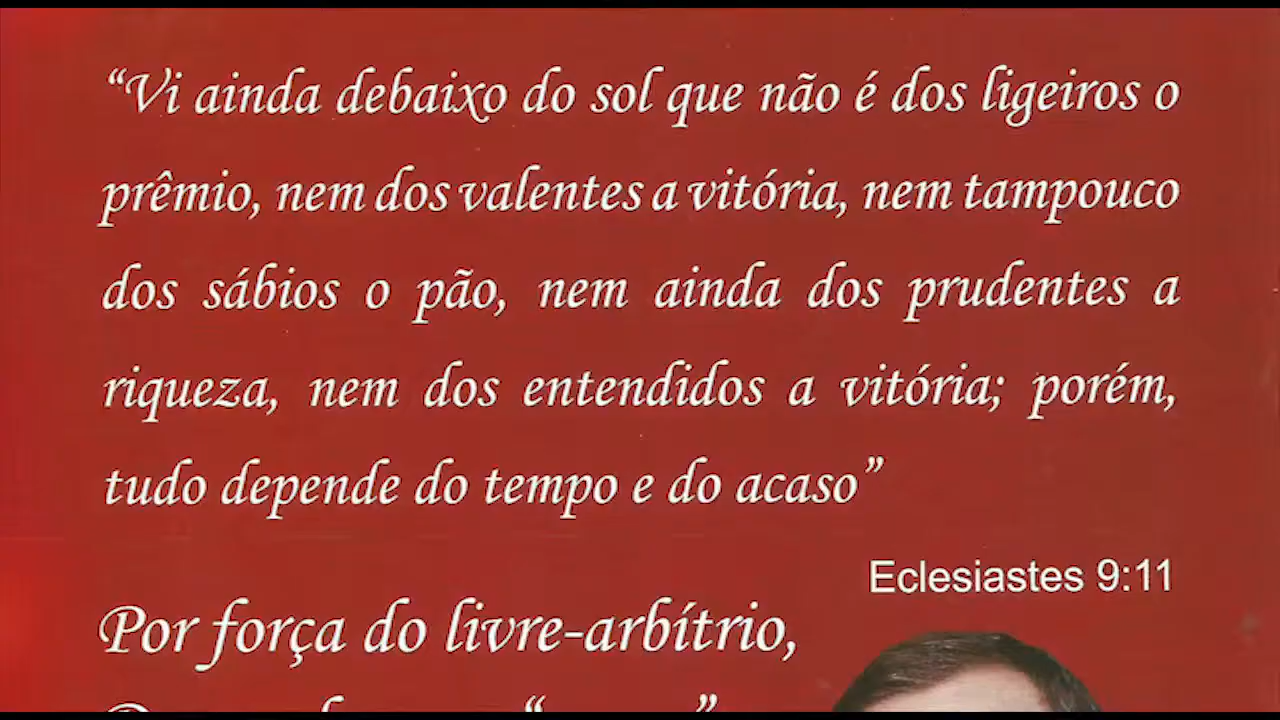 “Vi ainda debaixo do sol que não é dos ligeiros o
prêmio, nem dos valentes a vitória, nem tampouco
dos sábios o pão, nem ainda dos prudentes a
riqueza, nem dos entendidos a vitória; porém,
tudo depende do tempo e do acaso”
Eclesiastes 9:11
Por força do livre-arbítrio,